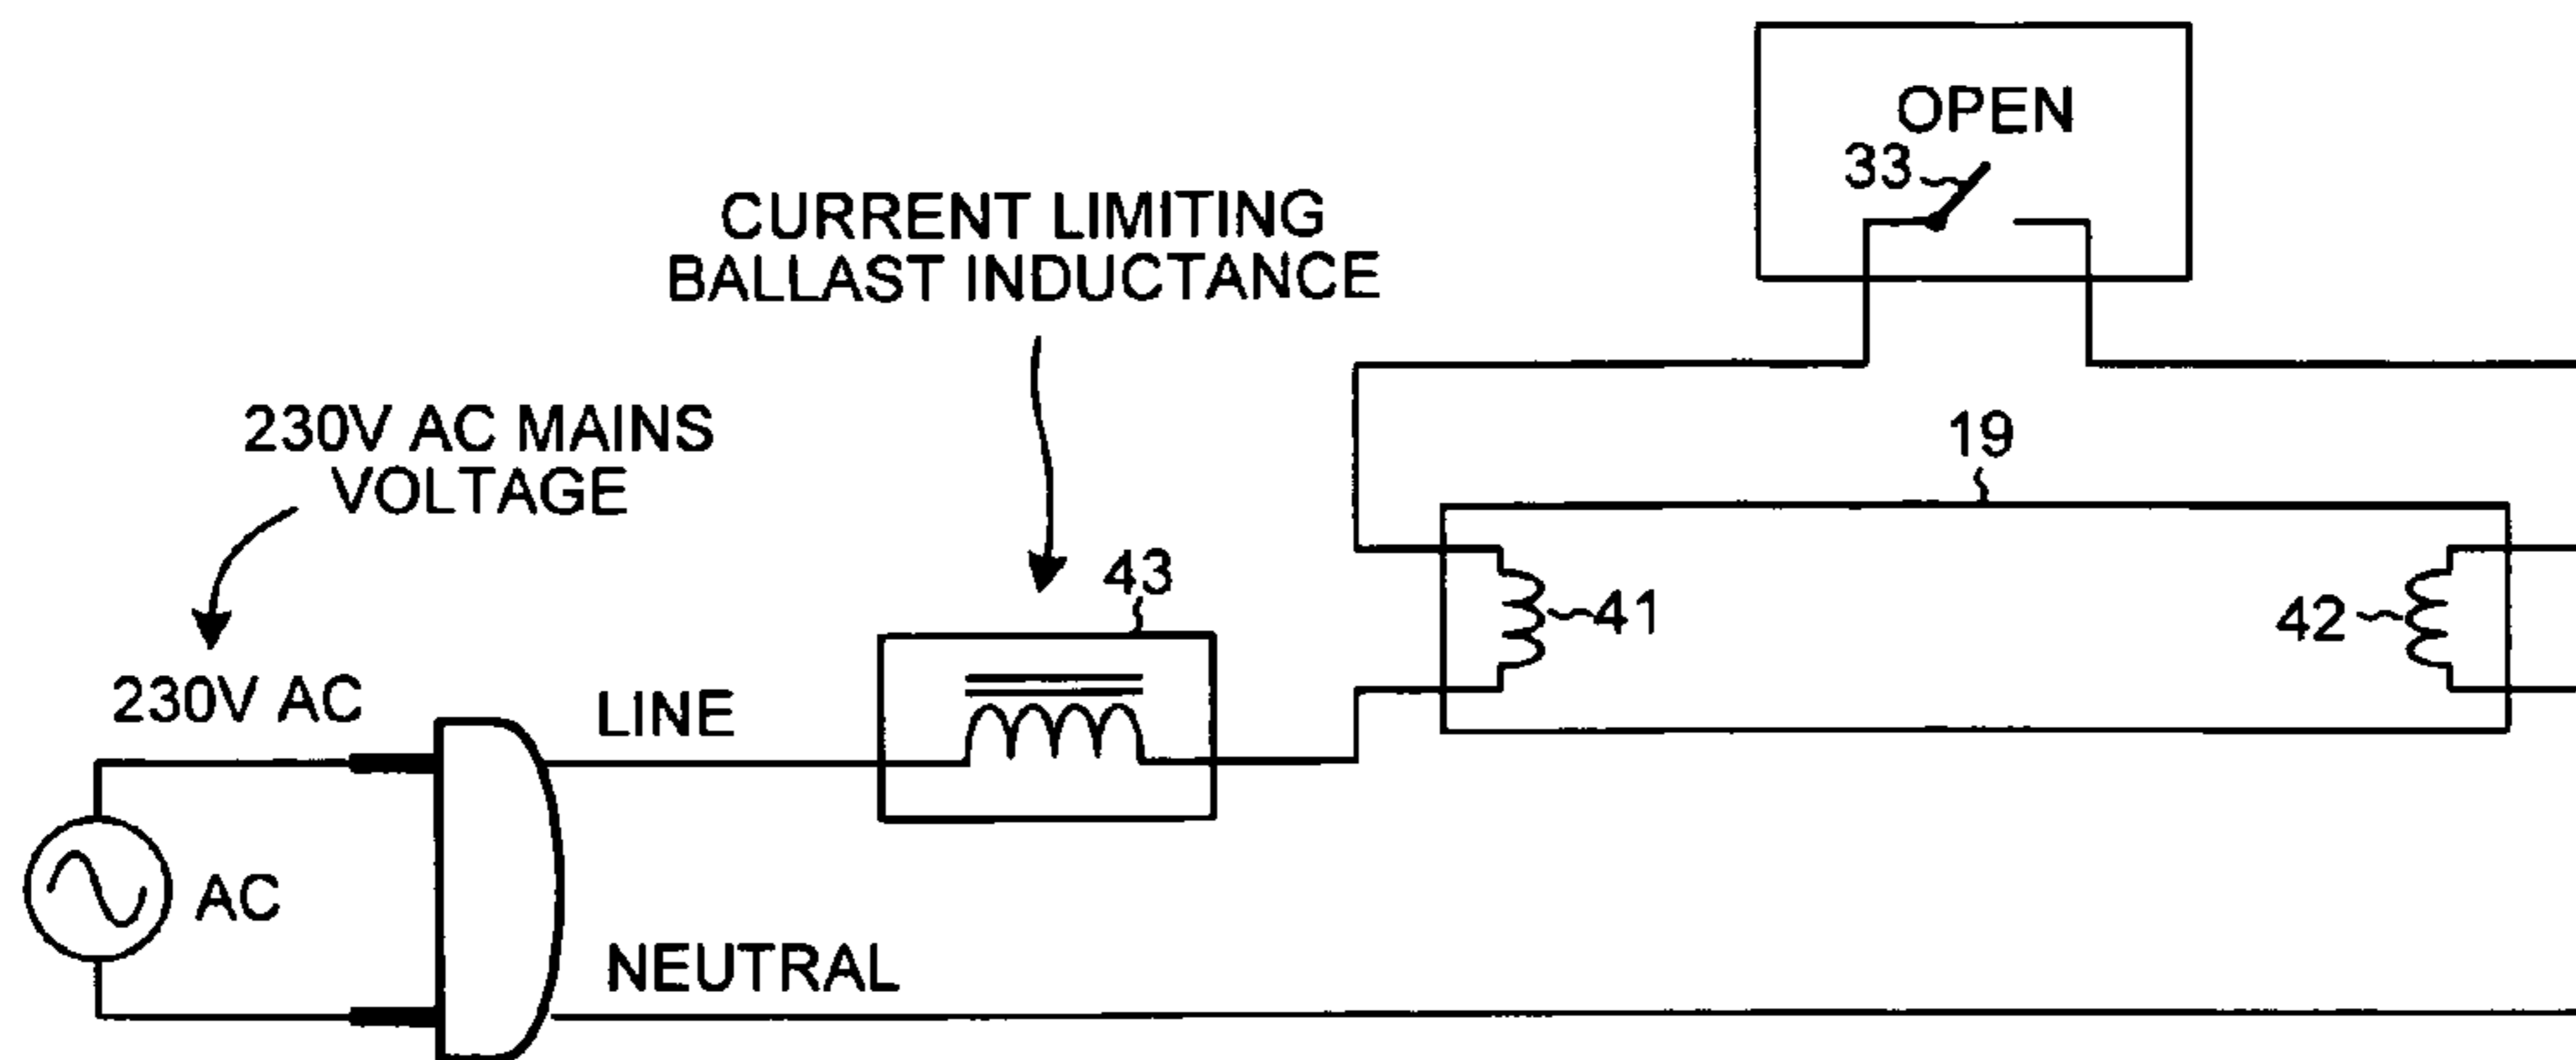 OPEN
33
CURRENT LIMITING
BALLAST INDUCTANCE
230V AC MAINS
VOLTAGE
19
43
41
42
230V AC
LINE
AC
NEUTRAL